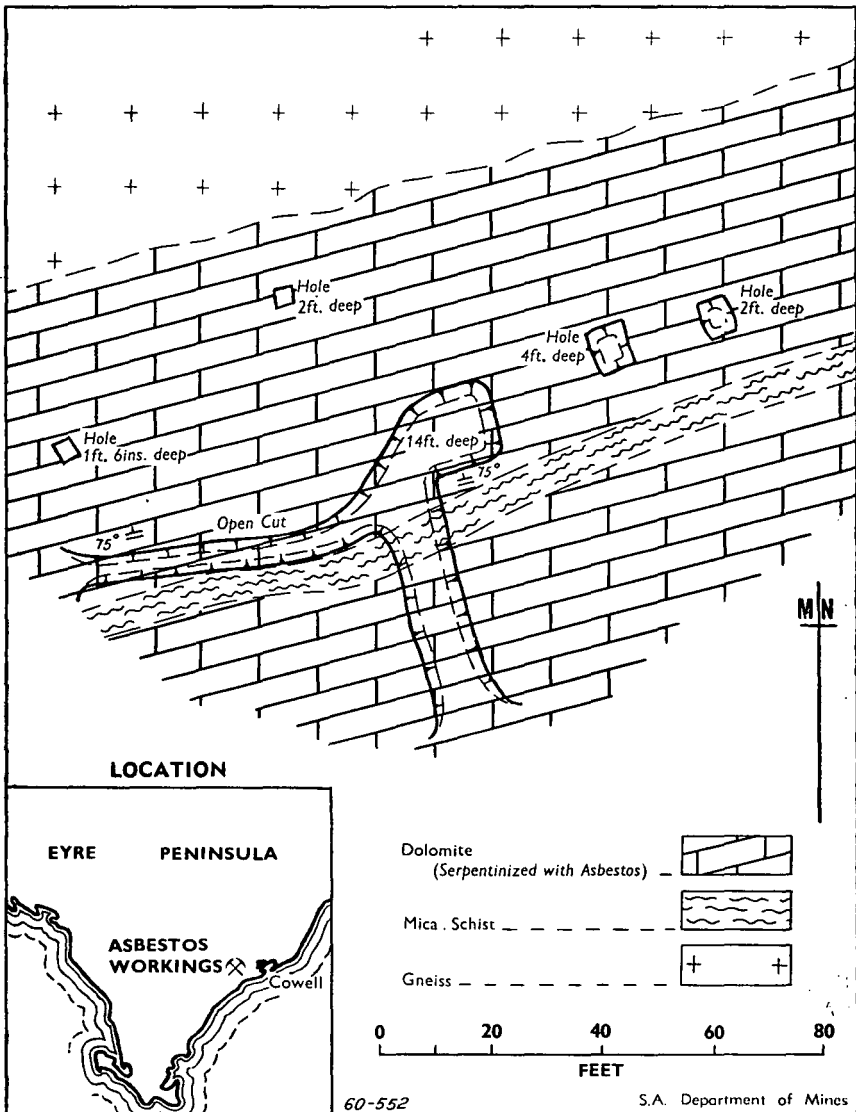 Hole
2ft. deep
Hole
2ft. deep
Hole
4ft. deep
14ft. deep
Hole
1ft. 6ins. deep
75°
Open Cut
75°
MN
LOCATION
EYRE PENINSULA
ASBESTOS
WORKINGS
Cowell
Dolomite
(Serpentinized with Asbestos)
Mica. Schist
Gneiss
0 20 40 60 80
FEET
60-552
S.A. Department of Mines